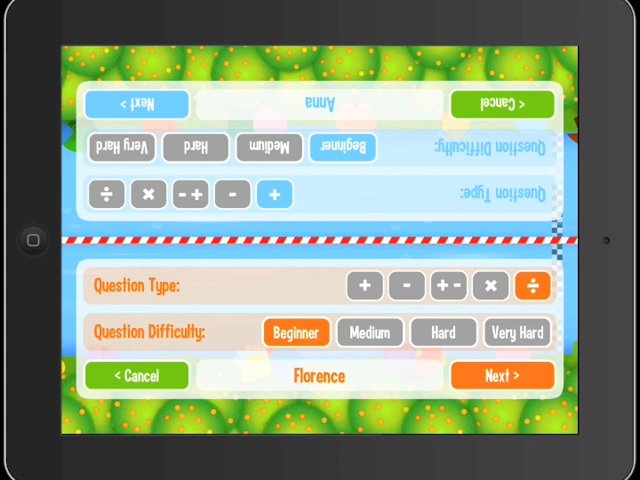 < Cancel Anna Next >
Question Difficulty: Beginner Medium Hard Very Hard
Question Type: + - + - × ÷
Question Type: + - + - × ÷
Question Difficulty: Beginner Medium Hard Very Hard
< Cancel Florence Next >